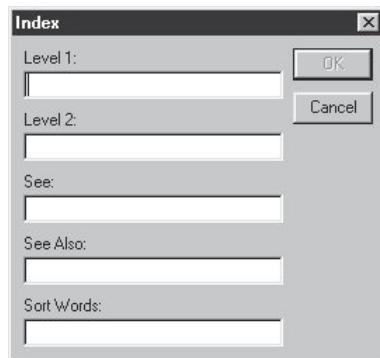 Index
Level 1:
OK
Cancel
Level 2:
See:
See Also:
Sort Words: